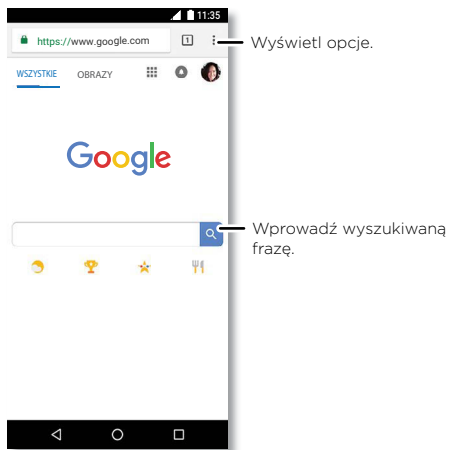 11:35
https://www.google.com 1
Wyświetl opcje.
WSZYSTKIE OBRAZY
Google
Wprowadź wyszukiwaną
frazę.